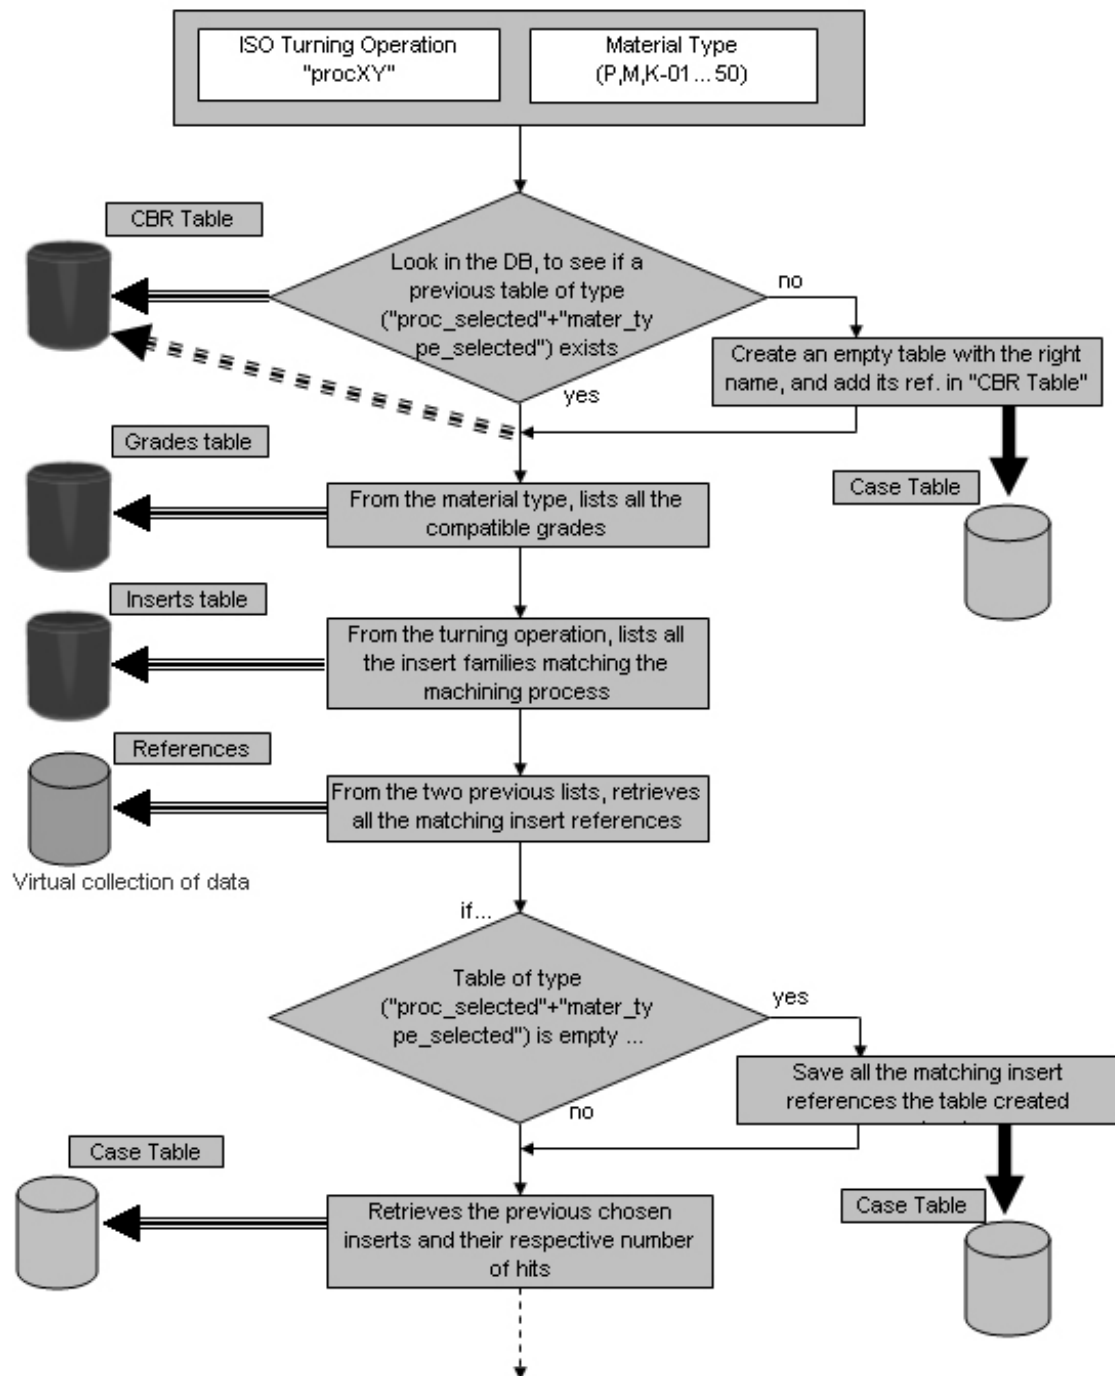 ISO Turning Operation
"procXY"
Material Type
(P,M,K-01 ... 50)
CBR Table
Look in the DB, to see if a
previous table of type
("proc_selected"+"mater_ty
pe_selected") exists
no
yes
Create an empty table with the right
name, and add its ref. in "CBR Table"
Case Table
Grades table
From the material type, lists all the
compatible grades
Inserts table
From the turning operation, lists all
the insert families matching the
machining process
References
From the two previous lists, retrieves
all the matching insert references
Virtual collection of data
if...
Table of type
("proc_selected"+"mater_ty
pe_selected") is empty ...
yes
no
Save all the matching insert
references the table created
Case Table
Case Table
Retrieves the previous chosen
inserts and their respective number
of hits